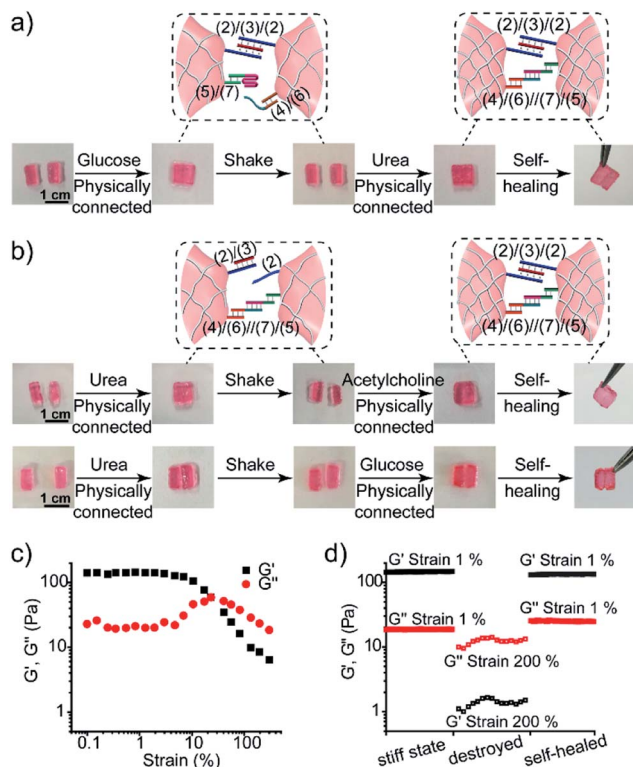 a)
(2)/(3)/(2)
(5)/(7)
(4)/(6)
(2)/(3)/(2)
(4)/(6)//(7)/(5)
Glucose
Physically
connected
Shake
Urea
Physically
connected
Self-
healing
1 cm
b)
(2)/(3)
(2)
(4)/(6)//(7)/(5)
(2)/(3)/(2)
(4)/(6)//(7)/(5)
Urea
Physically
connected
Shake
Acetylcholine
Physically
connected
Self-
healing
1 cm
Urea
Physically
connected
Shake
Glucose
Physically
connected
Self-
healing
1 cm
c)
G', G'' (Pa)
100
10
1
G'
G''
0.1
1
10
100
Strain (%)
d)
G', G'' (Pa)
100
10
1
G' Strain 1 %
G' Strain 1 %
G'' Strain 1 %
G'' Strain 1 %
G'' Strain 200 %
G' Strain 200 %
stiff state
destroyed
self-healed